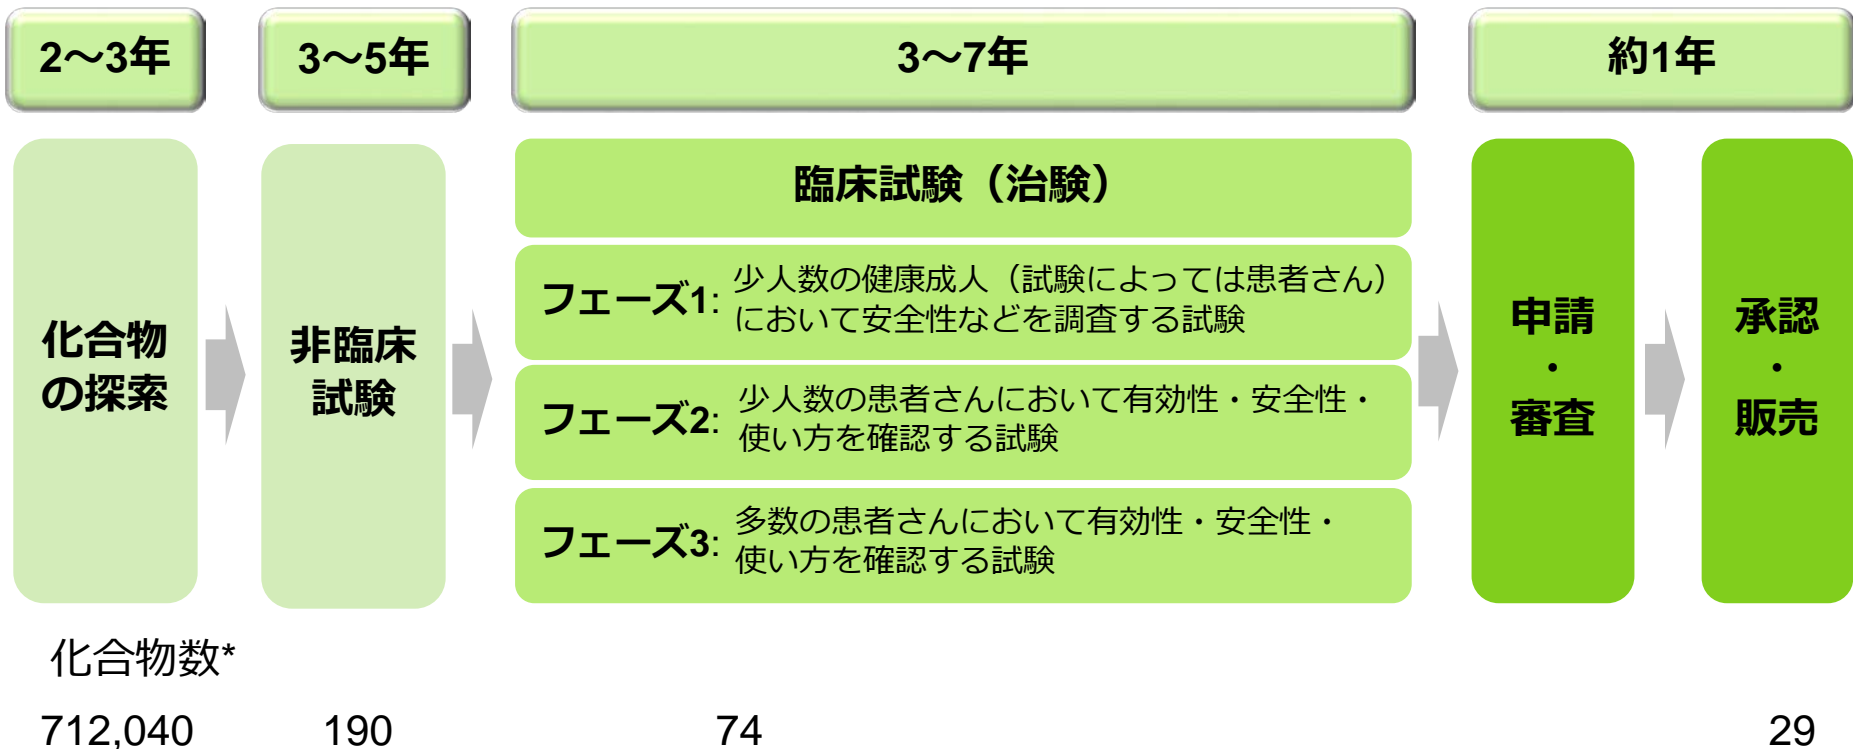 2～3年
3～5年
3～7年
約1年
化合物
の探索
非臨床
試験
臨床試験（治験）
フェーズ1: 少人数の健康成人（試験によっては患者さん）
において安全性などを調査する試験
フェーズ2: 少人数の患者さんにおいて有効性・安全性・
使い方を確認する試験
フェーズ3: 多数の患者さんにおいて有効性・安全性・
使い方を確認する試験
申請
・
審査
承認
・
販売
化合物数*
712,040
190
74
29